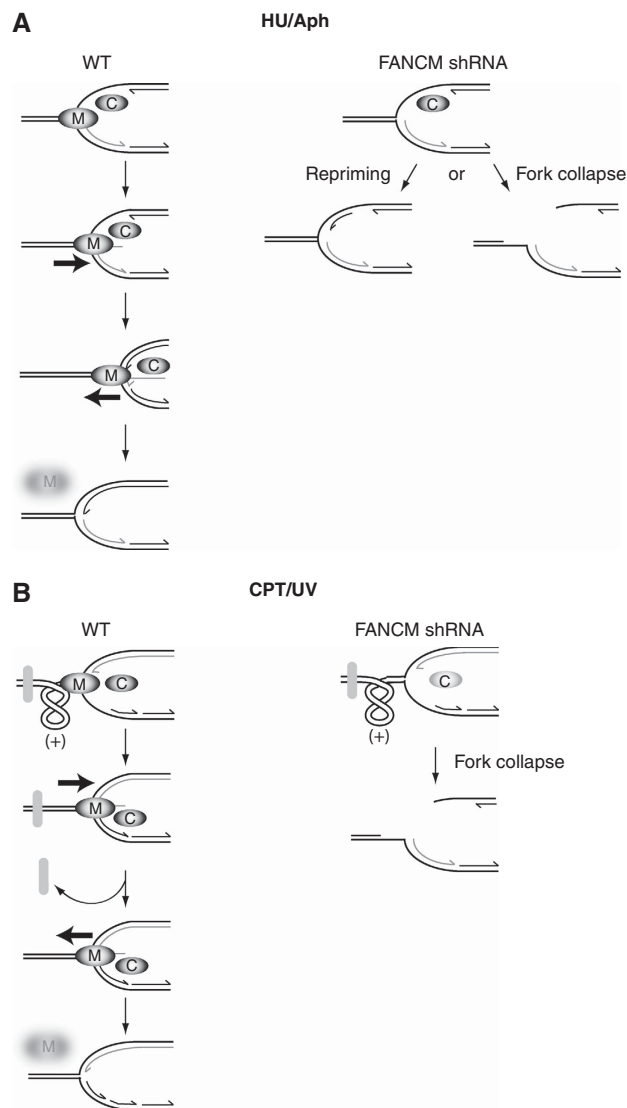 A
HU/Aph
WT
FANCM shRNA
C
M
C
Repriming or Fork collapse
C
M
C
M
M
B
CPT/UV
WT
FANCM shRNA
M C
C
(+)
(+)
Fork collapse
M
C
M
C
M